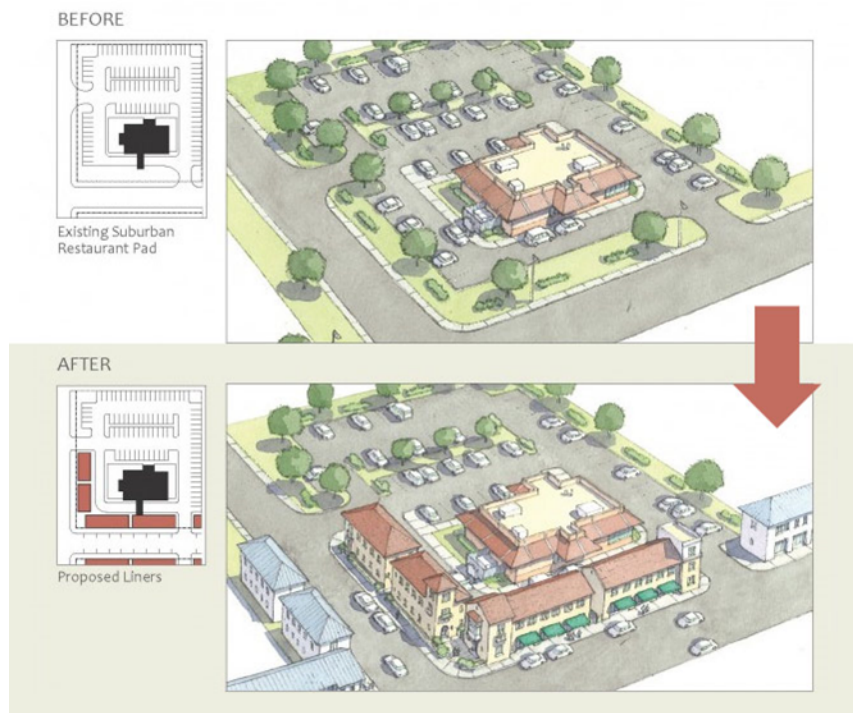 BEFORE
Existing Suburban
Restaurant Pad
AFTER
Proposed Liners